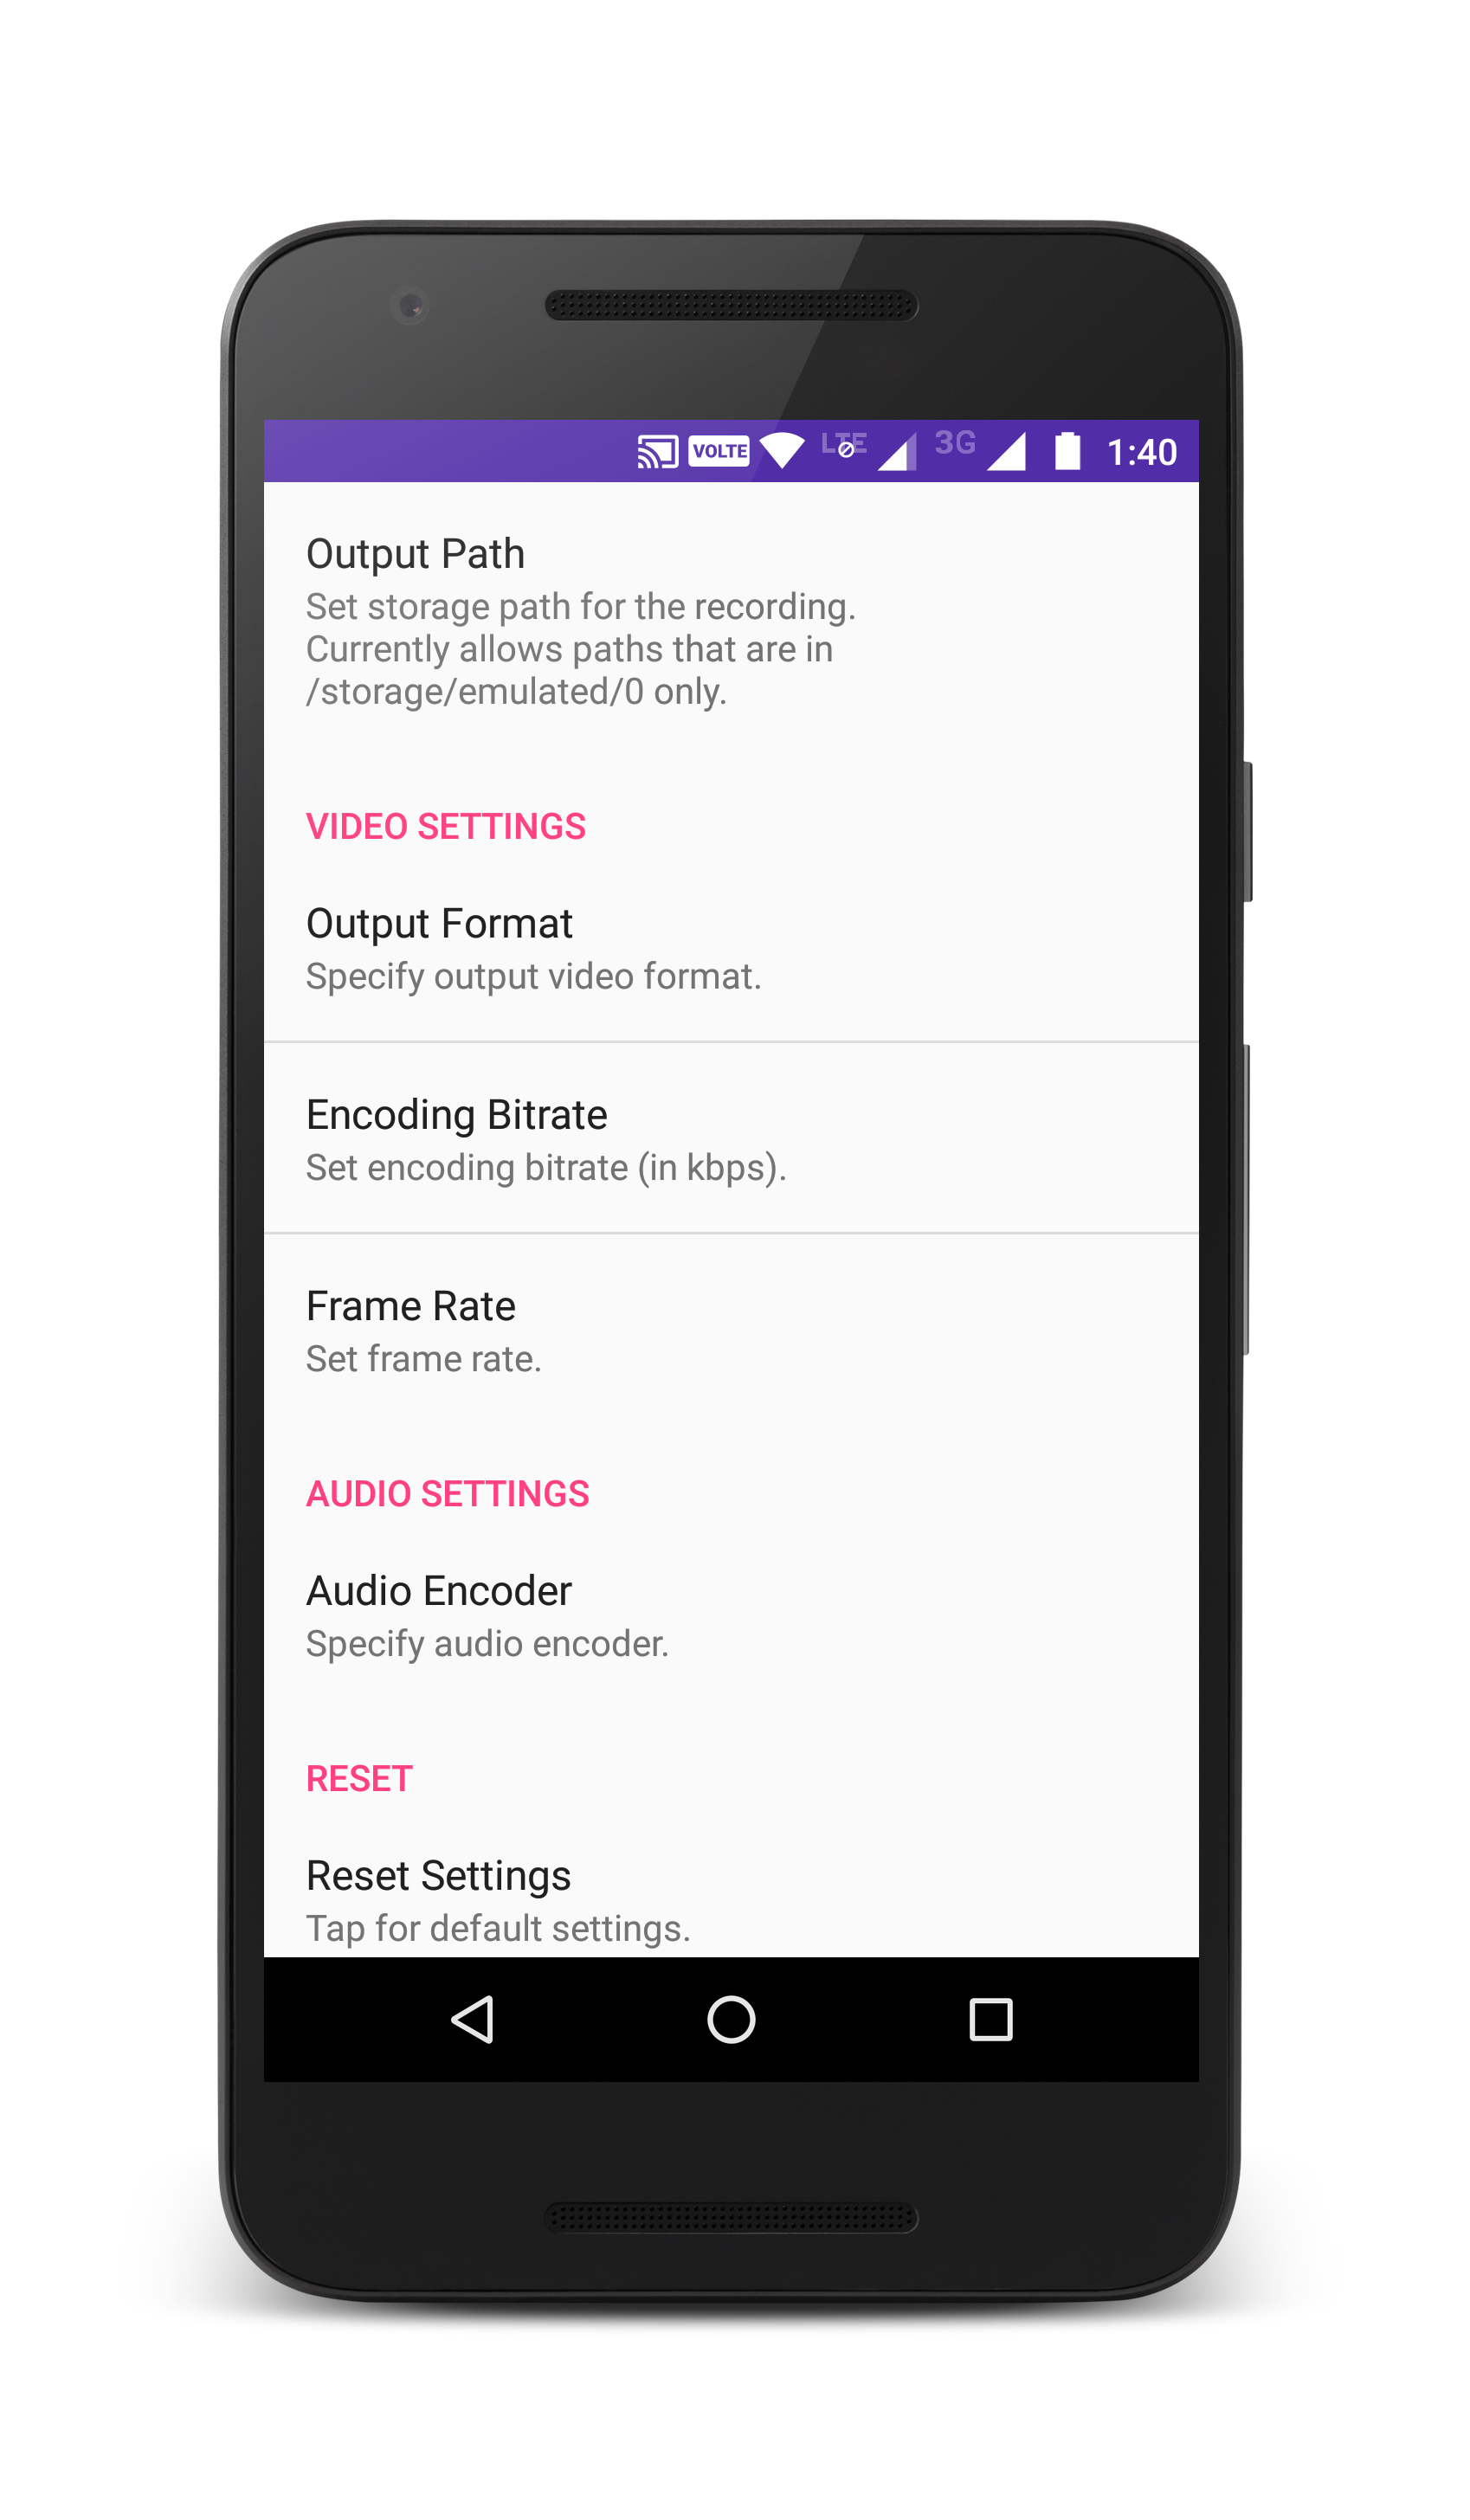 VOLTE LTE 3G 1:40
Output Path
Set storage path for the recording.
Currently allows paths that are in
/storage/emulated/0 only.
VIDEO SETTINGS
Output Format
Specify output video format.
Encoding Bitrate
Set encoding bitrate (in kbps).
Frame Rate
Set frame rate.
AUDIO SETTINGS
Audio Encoder
Specify audio encoder.
RESET
Reset Settings
Tap for default settings.